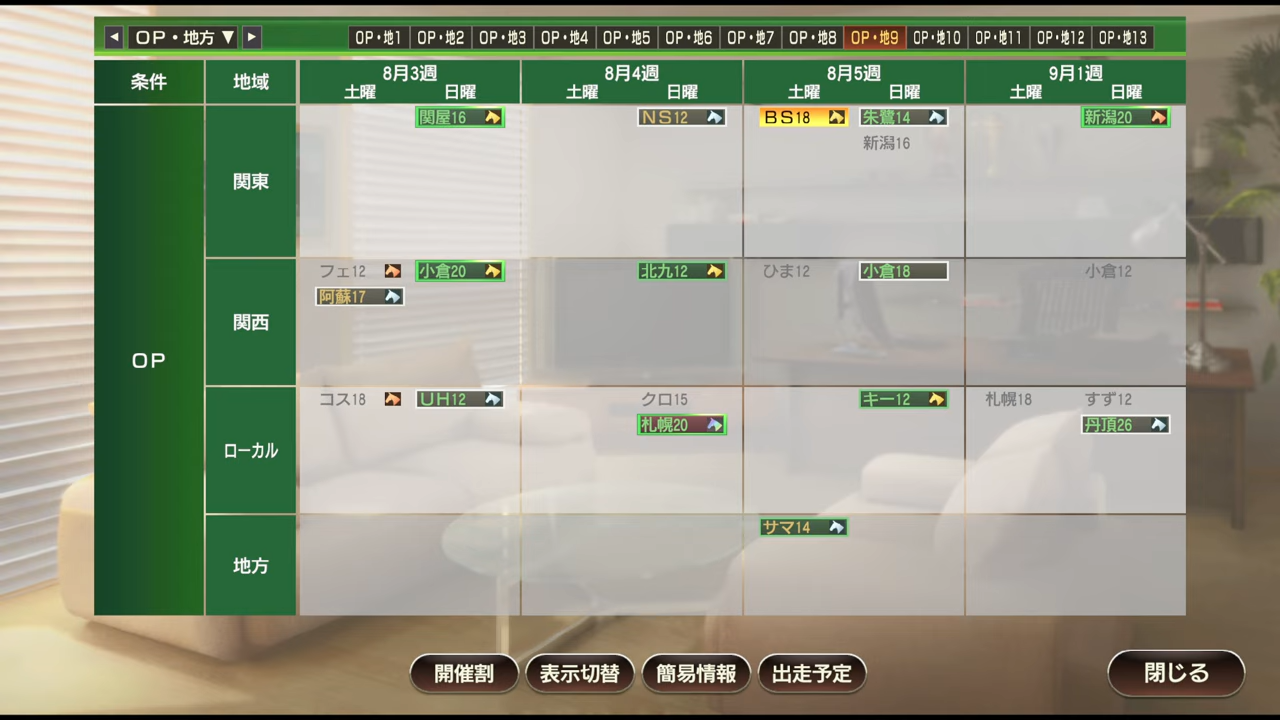 ◀ OP・地方 ▼ ▶ OP・地1 OP・地2 OP・地3 OP・地4 OP・地5 OP・地6 OP・地7 OP・地8 OP・地9 OP・地10 OP・地11 OP・地12 OP・地13
条件 地域 8月3週 8月4週 8月5週 9月1週
土曜 日曜 土曜 日曜 土曜 日曜 土曜 日曜
OP
関東
関屋16 NS12 BS18 朱鷺14 新潟20
新潟16
関西
フェ12 小倉20 北九12 ひま12 小倉18 小倉12
阿蘇17
ローカル
コス18 UH12 クロ15 キー12 札幌18 すず12
札幌20 丹頂26
地方
サマ14
開催割 表示切替 簡易情報 出走予定 閉じる